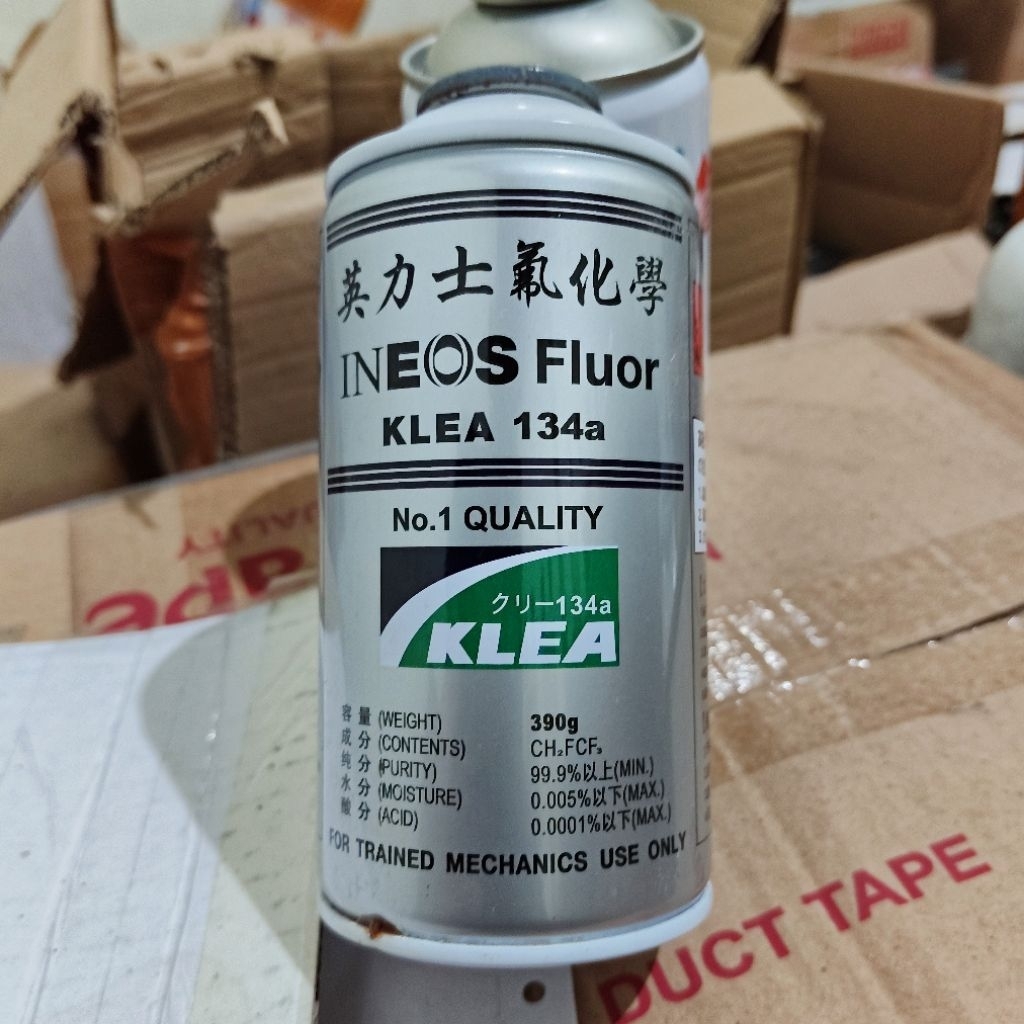 英力士氟化學
INEOS Fluor
KLEA 134a
No.1 QUALITY
クリー134a
KLEA
容量 (WEIGHT) 390g
成分 (CONTENTS) CH₂FCF₃
纯分 (PURITY) 99.9%以上(MIN.)
水分 (MOISTURE) 0.005%以下(MAX.)
酸分 (ACID) 0.0001%以下(MAX.)
FOR TRAINED MECHANICS USE ONLY
DUCT TAPE
QUALITY